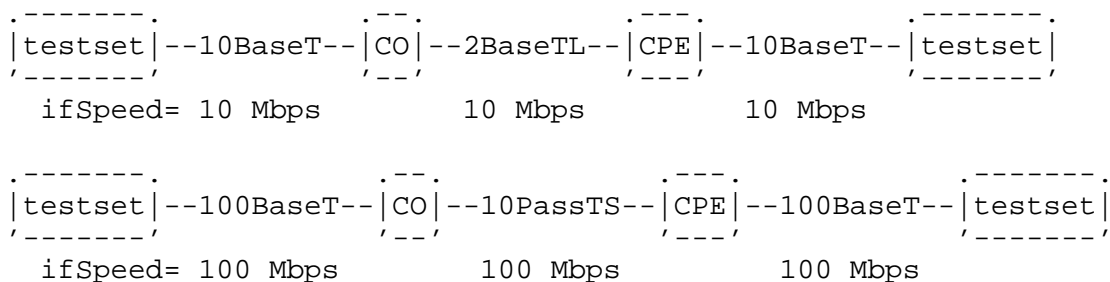 .-------.            .--.            .---.            .-------.
|testset|--10BaseT--|CO|--2BaseTL--|CPE|--10BaseT--|testset|
'-------'            '--'            '---'            '-------'
ifSpeed= 10 Mbps         10 Mbps         10 Mbps
.-------.             .--.             .---.             .-------.
|testset|--100BaseT--|CO|--10PassTS--|CPE|--100BaseT--|testset|
'-------'             '--'             '---'             '-------'
ifSpeed= 100 Mbps        100 Mbps        100 Mbps